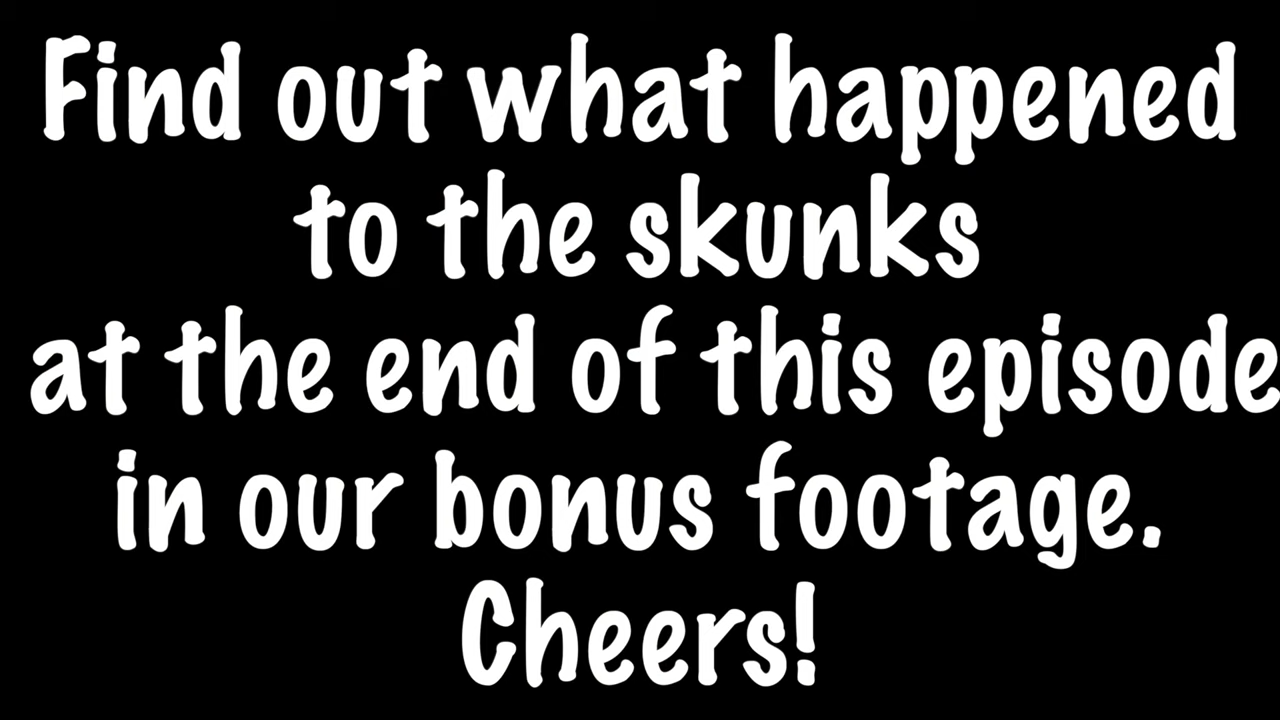 Find out what happened
to the skunks
at the end of this episode
in our bonus footage.
Cheers!